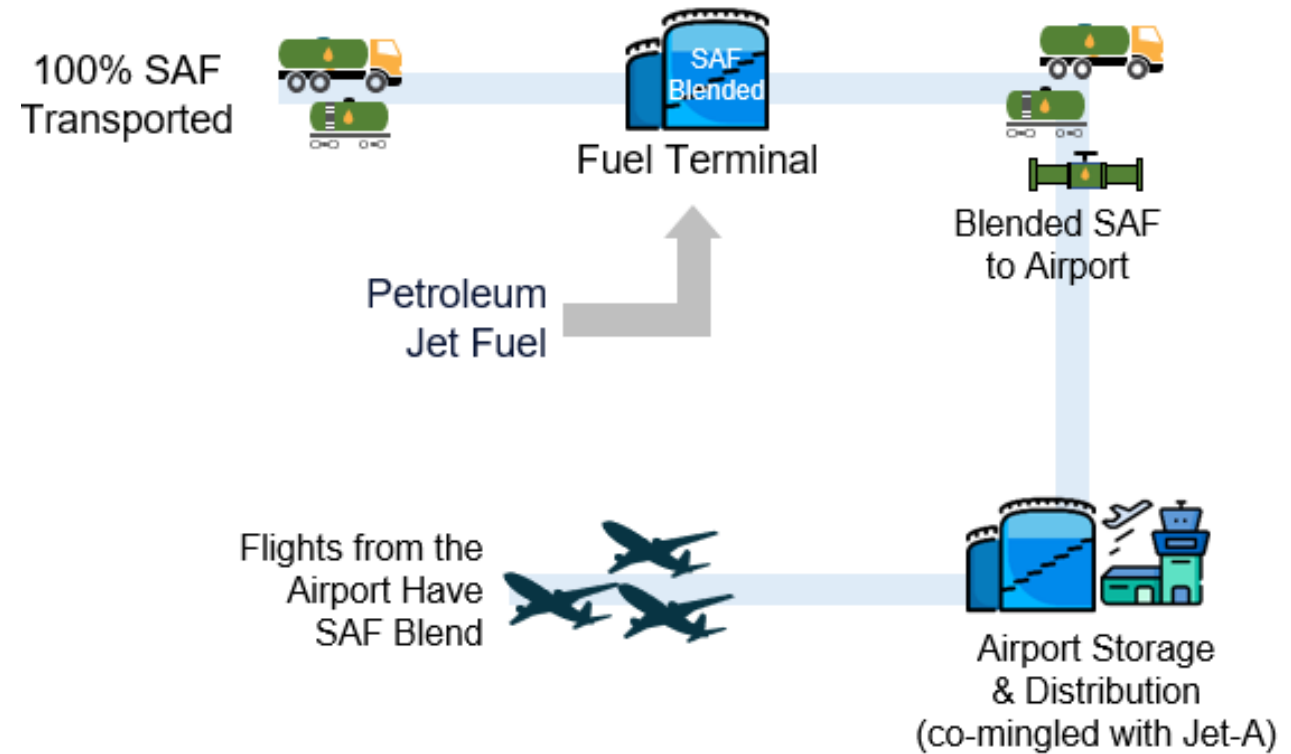 100% SAF
Transported
SAF
Blended
Fuel Terminal
Blended SAF
to Airport
Petroleum
Jet Fuel
Flights from the
Airport Have
SAF Blend
Airport Storage
& Distribution
(co-mingled with Jet-A)